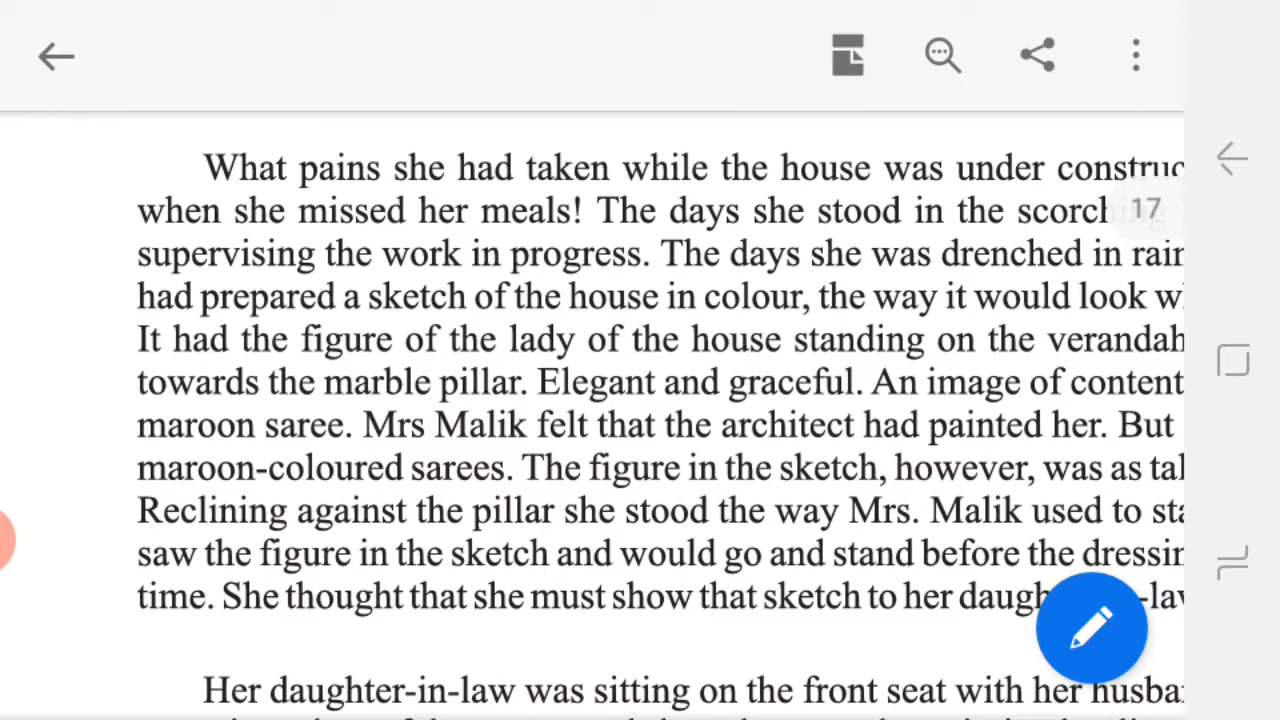 17
What pains she had taken while the house was under construc
when she missed her meals! The days she stood in the scorching
supervising the work in progress. The days she was drenched in rain
had prepared a sketch of the house in colour, the way it would look w
It had the figure of the lady of the house standing on the verandah
towards the marble pillar. Elegant and graceful. An image of content
maroon saree. Mrs Malik felt that the architect had painted her. But
maroon-coloured sarees. The figure in the sketch, however, was as tal
Reclining against the pillar she stood the way Mrs. Malik used to sta
saw the figure in the sketch and would go and stand before the dressin
time. She thought that she must show that sketch to her daugh -law
Her daughter-in-law was sitting on the front seat with her husba